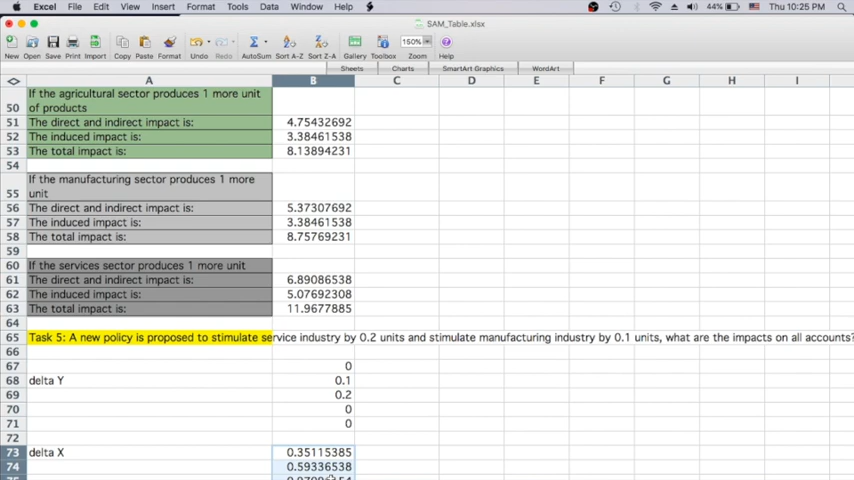 Excel File Edit View Insert Format Tools Data Window Help 44% Thu 10:25 PM
SAM_Table.xlsx
150%
New Open Save Print Import Copy Paste Format Undo AutoSum Sort A-Z Sort Z-A Gallery Toolbox Zoom Help
Sheets Charts SmartArt Graphics WordArt
A B C D E F G H I
If the agricultural sector produces 1 more unit
50 of products
51 The direct and indirect impact is: 4.75432692
52 The induced impact is: 3.38461538
53 The total impact is: 8.13894231
54
If the manufacturing sector produces 1 more
55 unit
56 The direct and indirect impact is: 5.37307692
57 The induced impact is: 3.38461538
58 The total impact is: 8.75769231
59
60 If the services sector produces 1 more unit
61 The direct and indirect impact is: 6.89086538
62 The induced impact is: 5.07692308
63 The total impact is: 11.9677885
64
65 Task 5: A new policy is proposed to stimulate service industry by 0.2 units and stimulate manufacturing industry by 0.1 units, what are the impacts on all accounts?
66
67 0
68 delta Y 0.1
69 0.2
70 0
71 0
72
73 delta X 0.35115385
74 0.59336538